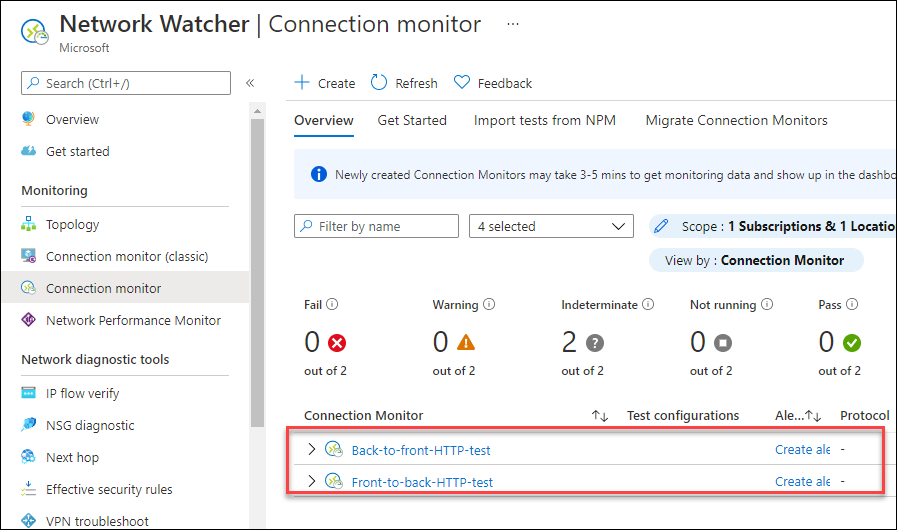 Network Watcher | Connection monitor ...
Microsoft
Search (Ctrl+/)
«
Overview
Get started
Monitoring
Topology
Connection monitor (classic)
Connection monitor
Network Performance Monitor
Network diagnostic tools
IP flow verify
NSG diagnostic
Next hop
Effective security rules
VPN troubleshoot
Create Refresh Feedback
Overview Get Started Import tests from NPM Migrate Connection Monitors
Newly created Connection Monitors may take 3-5 mins to get monitoring data and show up in the dashbo
Filter by name 4 selected Scope : 1 Subscriptions & 1 Locatio
View by : Connection Monitor
Fail Warning Indeterminate Not running Pass
0 0 2 0 0
out of 2 out of 2 out of 2 out of 2 out of 2
Connection Monitor Test configurations Ale... Protocol
Back-to-front-HTTP-test Create ale -
Front-to-back-HTTP-test Create ale -